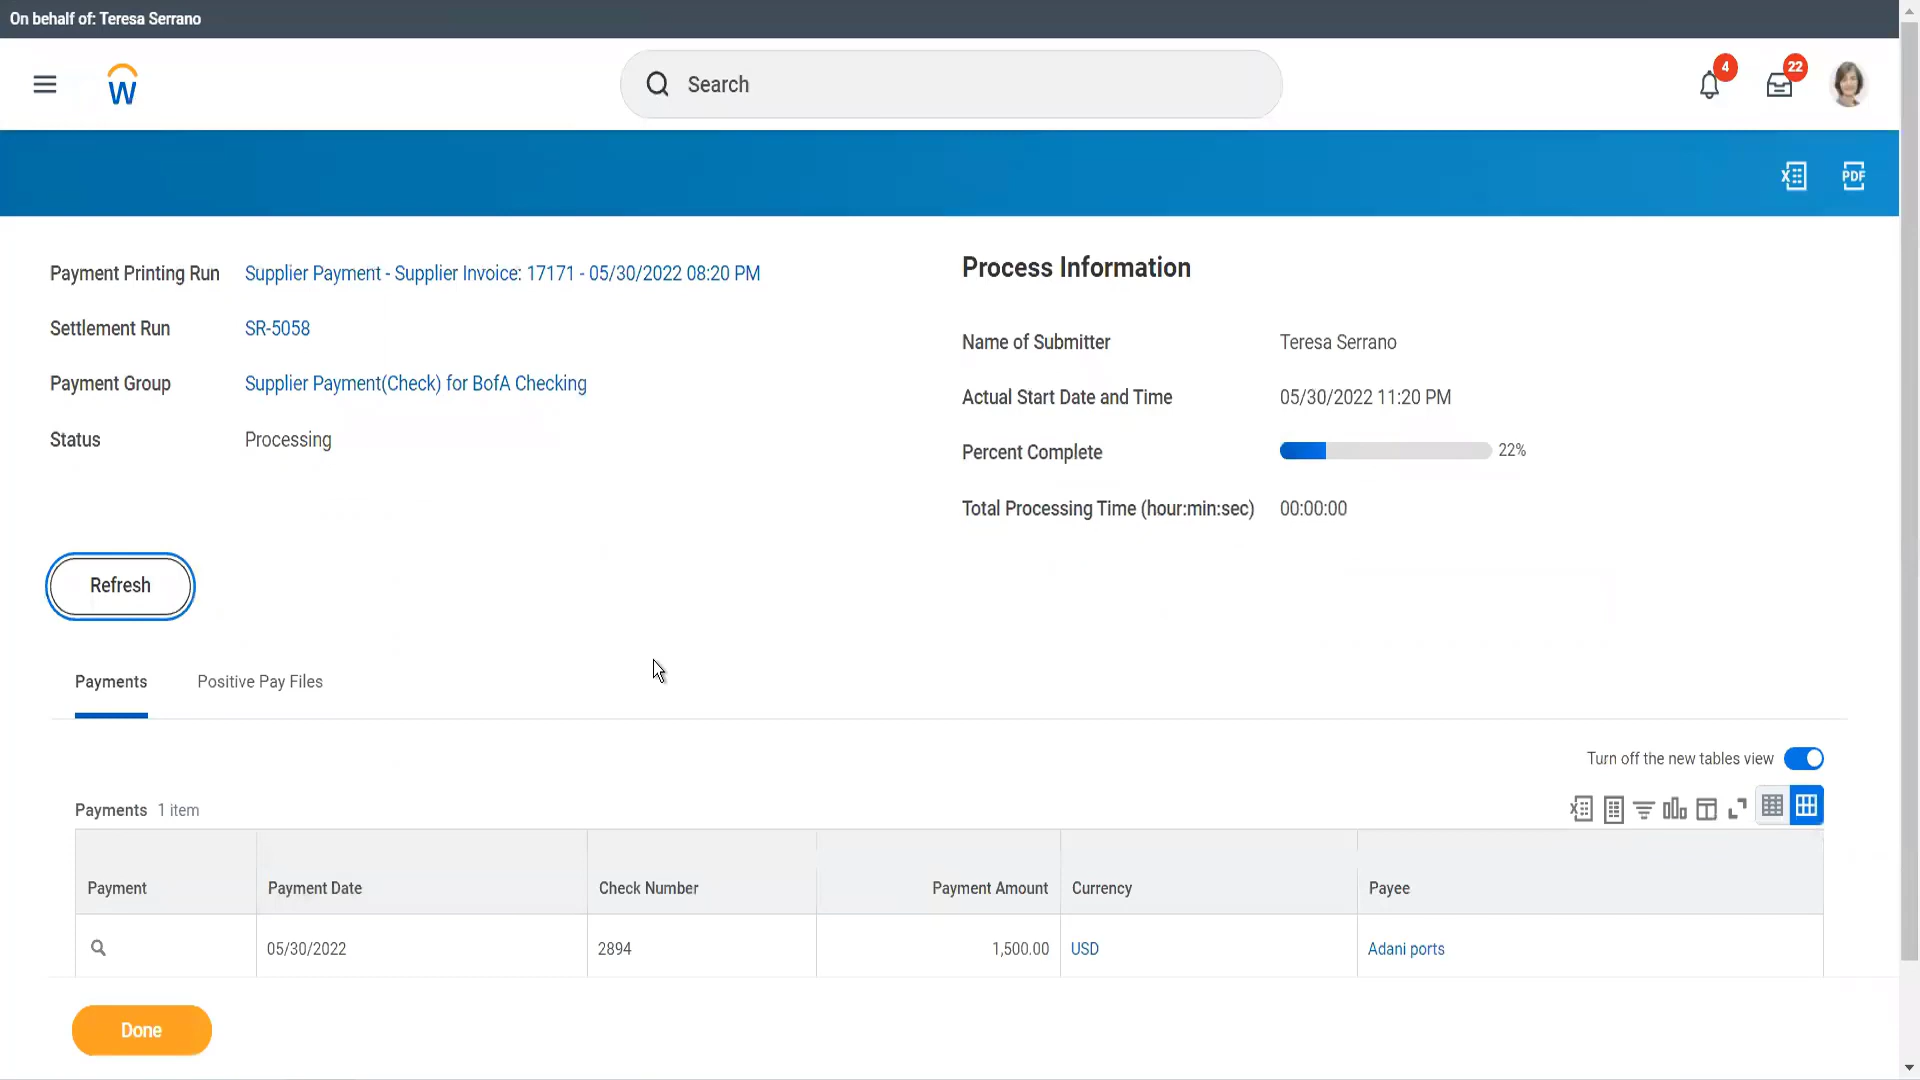 On behalf of: Teresa Serrano
W
Search
4
22
X
PDF
Payment Printing Run Supplier Payment - Supplier Invoice: 17171 - 05/30/2022 08:20 PM
Settlement Run SR-5058
Payment Group Supplier Payment(Check) for BofA Checking
Status Processing
Process Information
Name of Submitter Teresa Serrano
Actual Start Date and Time 05/30/2022 11:20 PM
Percent Complete 22%
Total Processing Time (hour:min:sec) 00:00:00
Refresh
Payments Positive Pay Files
Turn off the new tables view
Payments 1 item
X
Payment Payment Date Check Number Payment Amount Currency Payee
05/30/2022 2894 1,500.00 USD Adani ports
Done